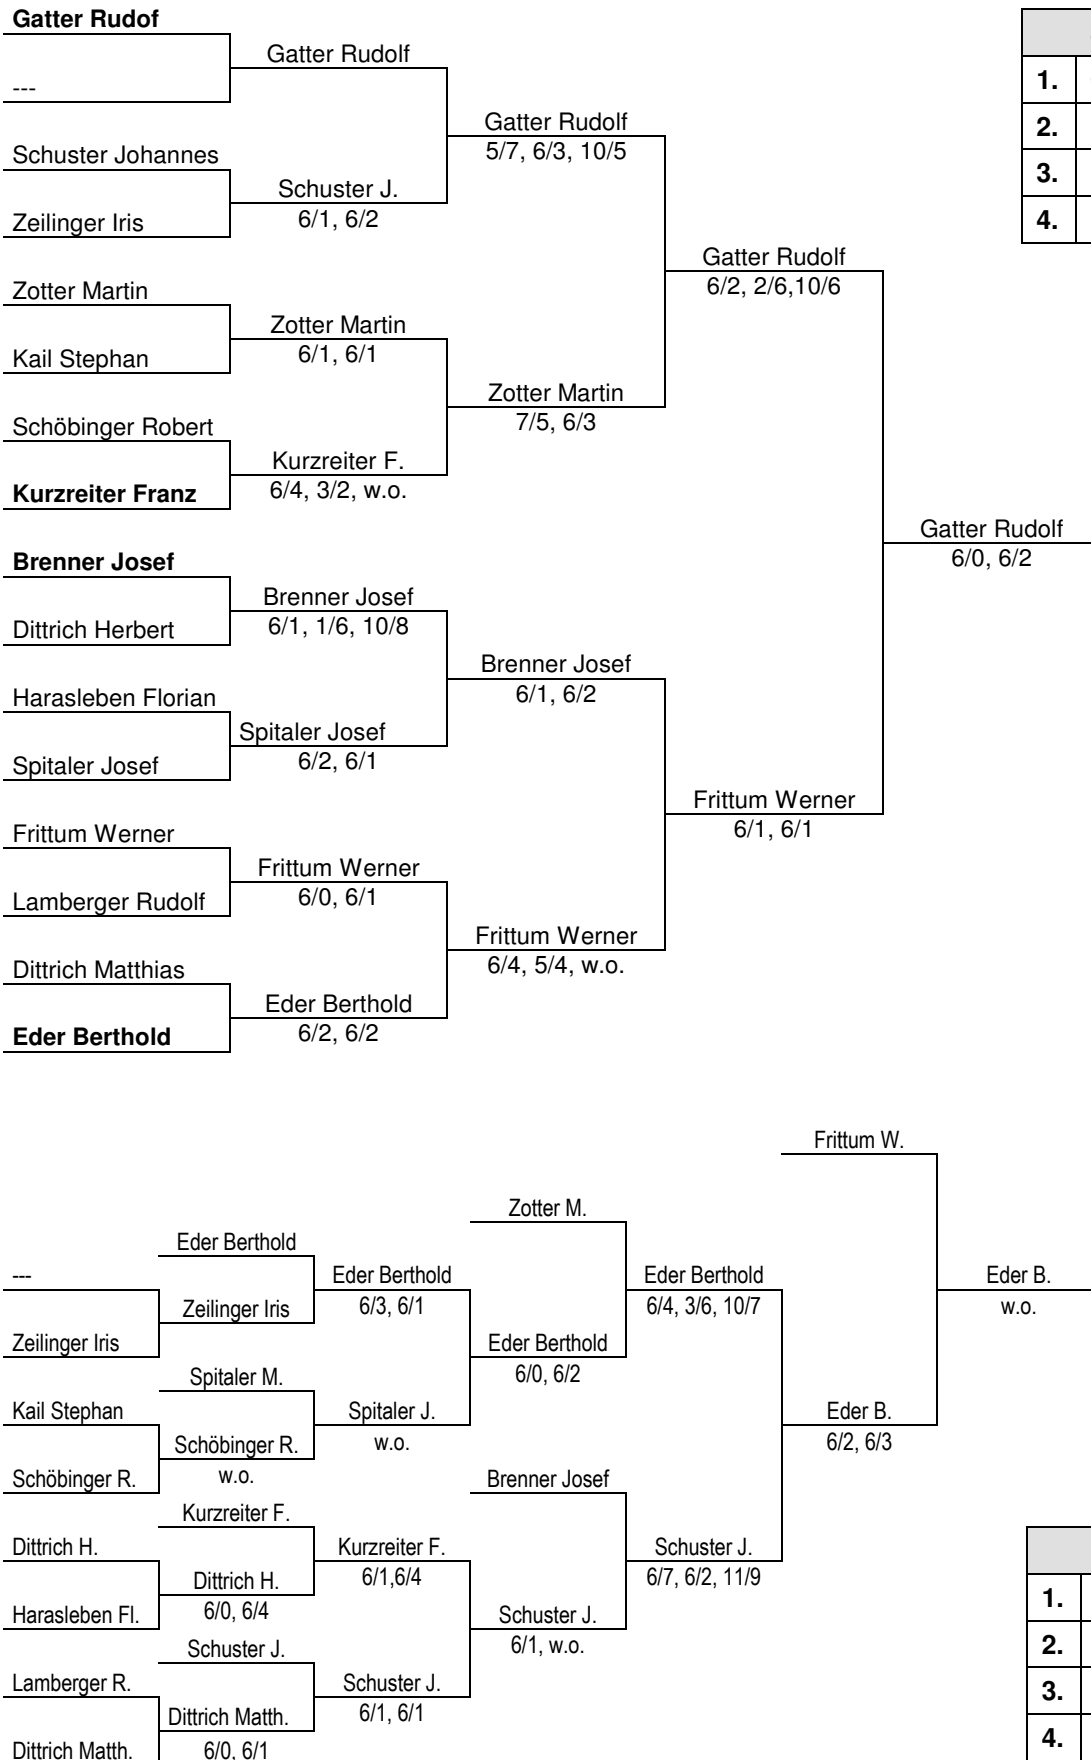 Gatter Rudof
Gatter Rudolf
---
Gatter Rudolf
5/7, 6/3, 10/5
Schuster Johannes
Schuster J.
6/1, 6/2
Zeilinger Iris
Gatter Rudolf
6/2, 2/6,10/6
Zotter Martin
Zotter Martin
6/1, 6/1
Kail Stephan
Zotter Martin
7/5, 6/3
Schöbinger Robert
Kurzreiter F.
6/4, 3/2, w.o.
Kurzreiter Franz
Gatter Rudolf
6/0, 6/2
Brenner Josef
Brenner Josef
6/1, 1/6, 10/8
Dittrich Herbert
Brenner Josef
6/1, 6/2
Harasleben Florian
Spitaler Josef
6/2, 6/1
Spitaler Josef
Frittum Werner
6/1, 6/1
Frittum Werner
Frittum Werner
6/0, 6/1
Lamberger Rudolf
Frittum Werner
6/4, 5/4, w.o.
Dittrich Matthias
Eder Berthold
6/2, 6/2
Eder Berthold
1.
2.
3.
4.
Frittum W.
Zotter M.
Eder Berthold
---
Eder Berthold
6/3, 6/1
Eder Berthold
6/4, 3/6, 10/7
Eder B.
w.o.
Zeilinger Iris
Zeilinger Iris
Eder Berthold
6/0, 6/2
Spitaler M.
Kail Stephan
Spitaler J.
w.o.
Eder B.
6/2, 6/3
Schöbinger R.
w.o.
Schöbinger R.
Brenner Josef
Kurzreiter F.
Dittrich H.
Kurzreiter F.
6/1,6/4
Schuster J.
6/7, 6/2, 11/9
Dittrich H.
6/0, 6/4
Harasleben Fl.
Schuster J.
6/1, w.o.
Schuster J.
Lamberger R.
Schuster J.
6/1, 6/1
Dittrich Matth.
6/0, 6/1
Dittrich Matth.
1.
2.
3.
4.